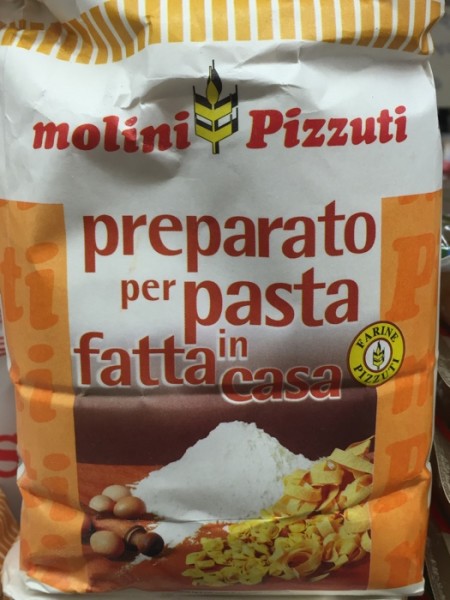 molini Pizzuti
preparato
per pasta
fatta in
casa
FARINE
PIZZUTI